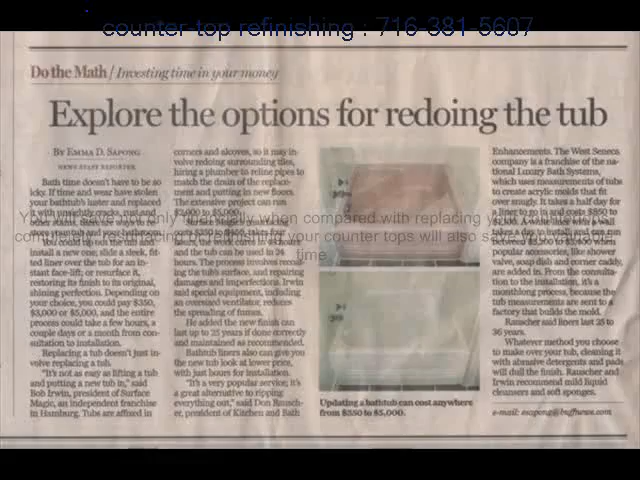 counter-top refinishing : 716-381-5607
Do the Math / Investing time in your money
Explore the options for redoing the tub
BY EMMA D. SAPONG
NEWS STAFF REPORTER
Bath time doesn't have to be so
icky. If time and wear have stolen
your bathtub's luster and replaced
it with unsightly cracks, rust and
You could rip out the tub and
install a new one; slide a sleek, fit-
ted liner over the tub for an in-
stant face-lift; or resurface it,
restoring its finish to its original,
shining perfection. Depending on
your choice, you could pay $350,
$3,000 or $5,000, and the entire
process could take a few hours, a
couple days or a month from con-
sultation to installation.
Replacing a tub doesn't just in-
volve replacing a tub.
"It's not as easy as lifting a tub
and putting a new tub in," said
Bob Irwin, president of Surface
Magic, an independent franchise
in Hamburg. Tubs are affixed in
corners and alcoves, so it may in-
volve redoing surrounding tiles,
hiring a plumber to reline pipes to
match the drain of the replace-
ment and putting in new floors.
The extensive project can run
$2,000 to $5,000.
Surface Magic's resurfacing
costs $350 to $450, takes four
hours, the work cures in 48 hours
and the tub can be used in 24
hours. The process involves recoat-
ing the tub's surface, and repairing
damages and imperfections. Irwin
said special equipment, including
an oversized ventilator, reduces
the spreading of fumes.
He added the new finish can
last up to 25 years if done correctly
and maintained as recommended.
Bathtub liners also can give you
the new tub look at lower price,
with just hours for installation.
"It's a very popular service; it's
a great alternative to ripping
everything out," said Don Rausch-
er, president of Kitchen and Bath
Updating a bathtub can cost anywhere
from $350 to $5,000.
Enhancements. The West Seneca
company is a franchise of the na-
tional Luxury Bath Systems,
which uses measurements of tubs
to create acrylic molds that fit
over snugly. It takes a half day for
a liner to go in and costs $850 to
takes a day to install and can run
between $3,200 to $3,400 when
popular accessories, like shower
valve, soap dish and corner caddy,
are added in. From the consulta-
tion to the installation, it's a
monthlong process, because the
tub measurements are sent to a
factory that builds the mold.
Rauscher said liners last 25 to
36 years.
Whatever method you choose
to make over your tub, cleaning it
with abrasive detergents and pads
will dull the finish. Rauscher and
Irwin recommend mild liquid
cleansers and soft sponges.
e-mail: esapong@buffnews.com